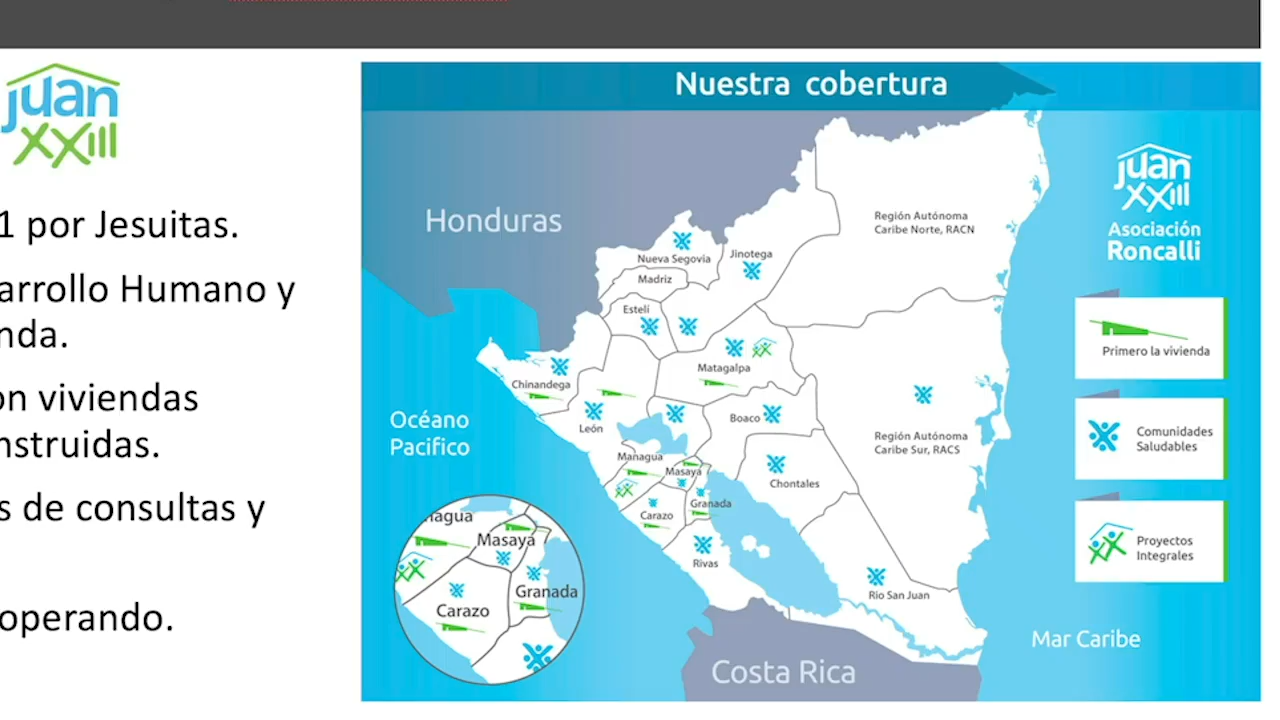 juan
XXIII
1 por Jesuitas.
arrollo Humano y
nda.
on viviendas
nstruidas.
s de consultas y
operando.
Nuestra cobertura
Honduras
juan
XXIII
Asociación
Roncalli
Región Autónoma
Caribe Norte, RACN
Nueva Segovia
Jinotega
Madriz
Estelí
Primero la vivienda
Matagalpa
Chinandega
Océano
Pacifico
León
Boaco
Comunidades
Saludables
Región Autónoma
Caribe Sur, RACS
Managua
Masaya
Chontales
Granada
Carazo
Rivas
Rio San Juan
Proyectos
Integrales
nagua
Masaya
Granada
Carazo
Mar Caribe
Costa Rica